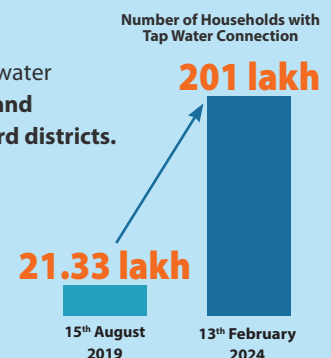 Number of Households with
Tap Water Connection
water
and
rd districts.
201 lakh
21.33 lakh
15th August
2019
13th February
2024